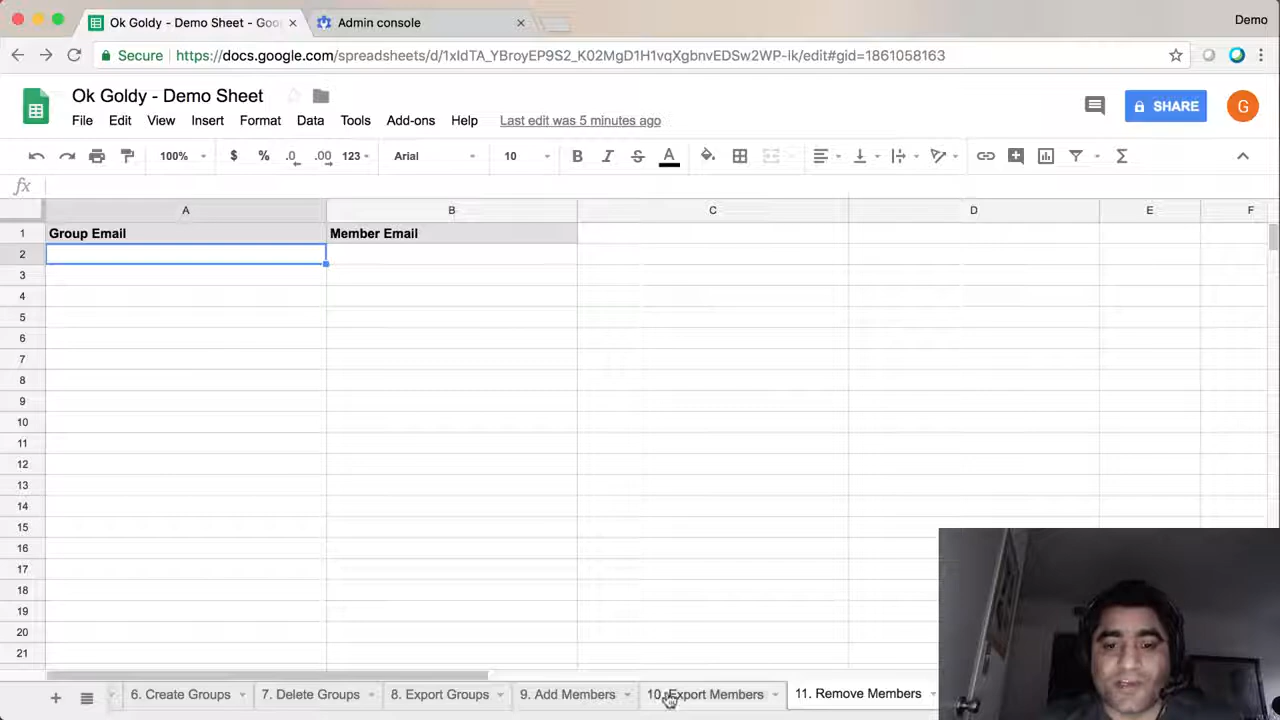 Ok Goldy - Demo Sheet - Goo
Admin console
Demo
Secure
https://docs.google.com/spreadsheets/d/1xIdTA_YBroyEP9S2_K02MgD1H1vqXgbnvEDSw2WP-lk/edit#gid=1861058163
Ok Goldy - Demo Sheet
SHARE
G
File Edit View Insert Format Data Tools Add-ons Help Last edit was 5 minutes ago
100% $ % .0 .00 123 Arial 10 B I S A
fx
A B C D E F
1 Group Email Member Email
2
3
4
5
6
7
8
9
10
11
12
13
14
15
16
17
18
19
20
21
6. Create Groups 7. Delete Groups 8. Export Groups 9. Add Members 10. Export Members 11. Remove Members